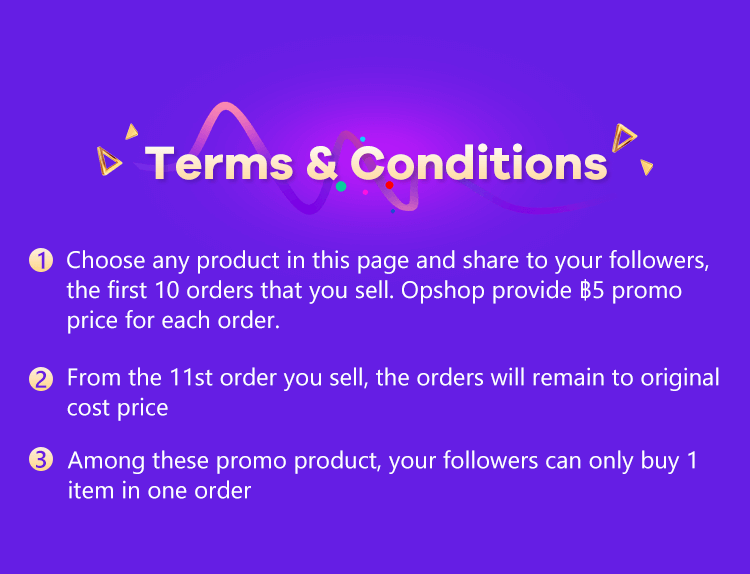 Terms & Conditions
1 Choose any product in this page and share to your followers,
the first 10 orders that you sell. Opshop provide ฿5 promo
price for each order.
2 From the 11st order you sell, the orders will remain to original
cost price
3 Among these promo product, your followers can only buy 1
item in one order